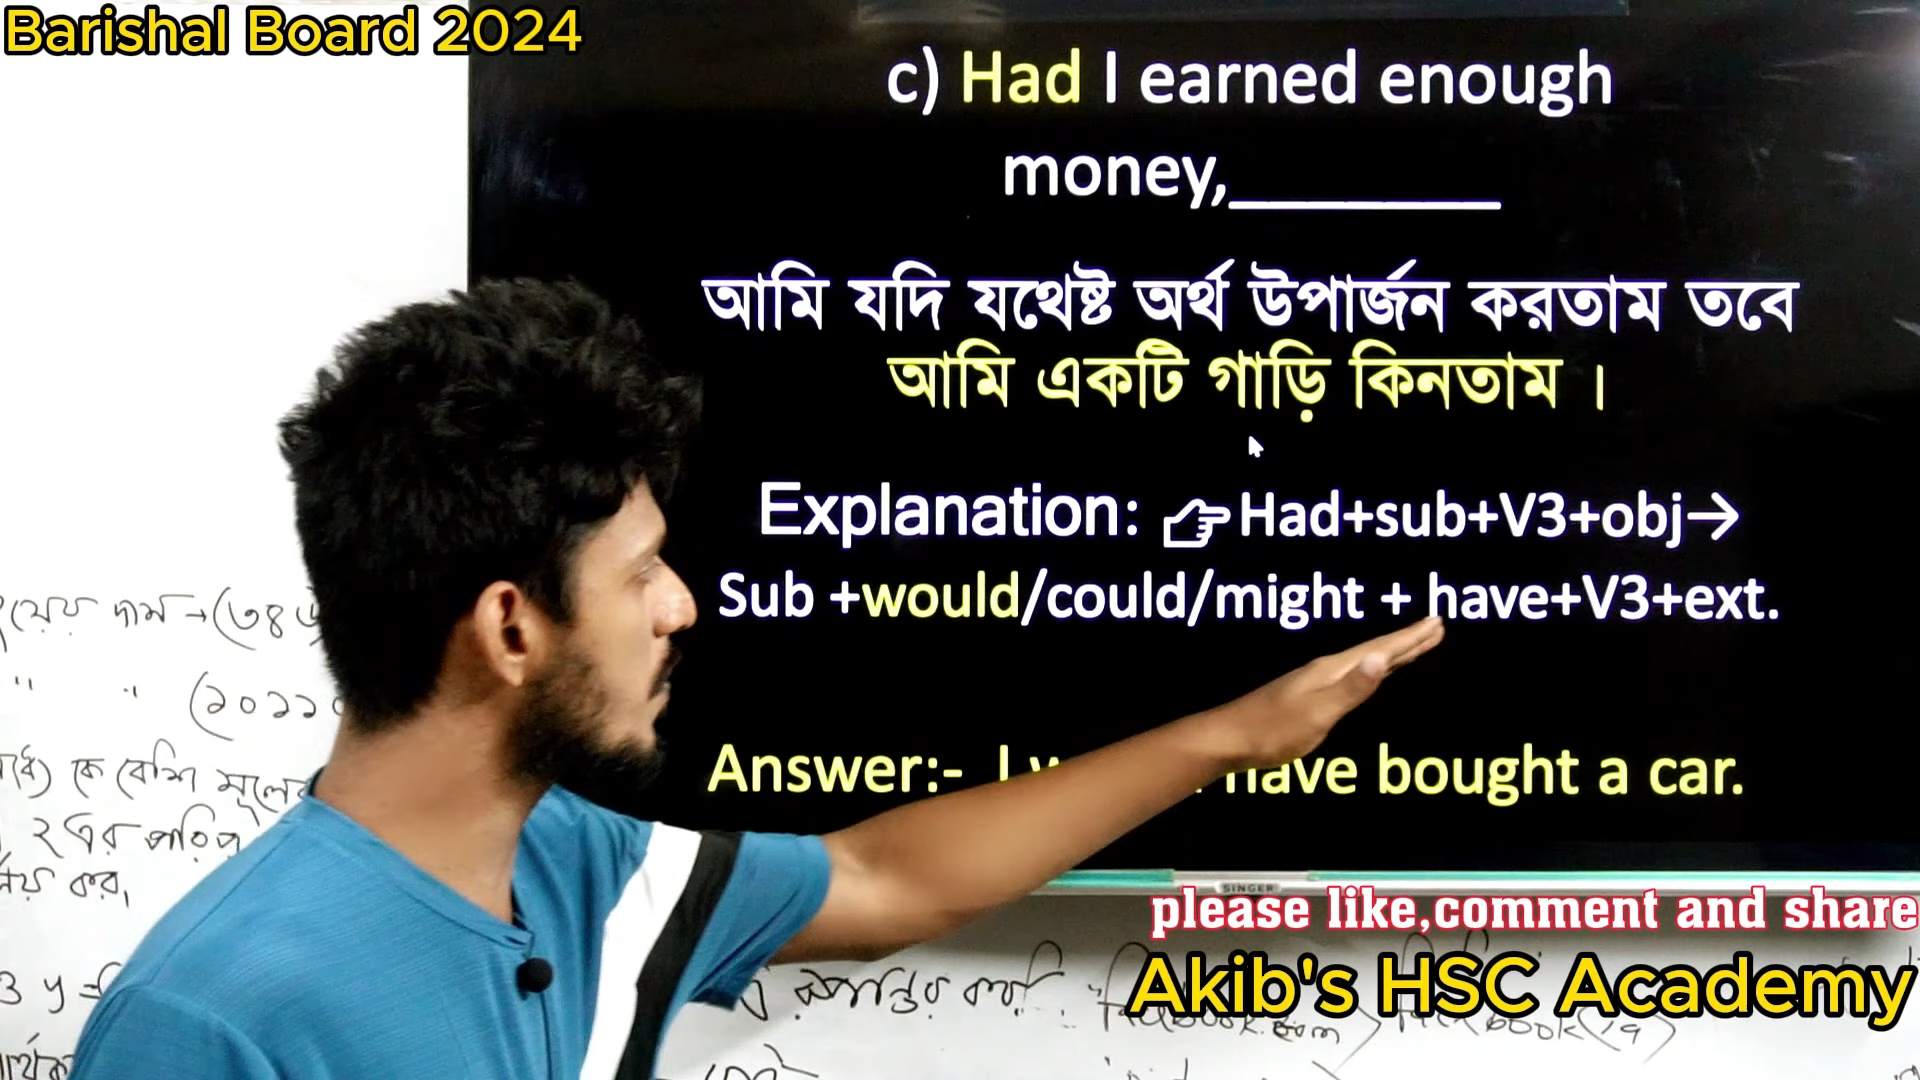 Barishal Board 2024
c) Had I earned enough
money,________
আমি যদি যথেষ্ট অর্থ উপার্জন করতাম তবে
আমি একটি গাড়ি কিনতাম ।
Explanation: 👉Had+sub+V3+obj→
Sub +would/could/might + have+V3+ext.
Answer:- I have bought a car.
SINGER
please like,comment and share
Akib's HSC Academy